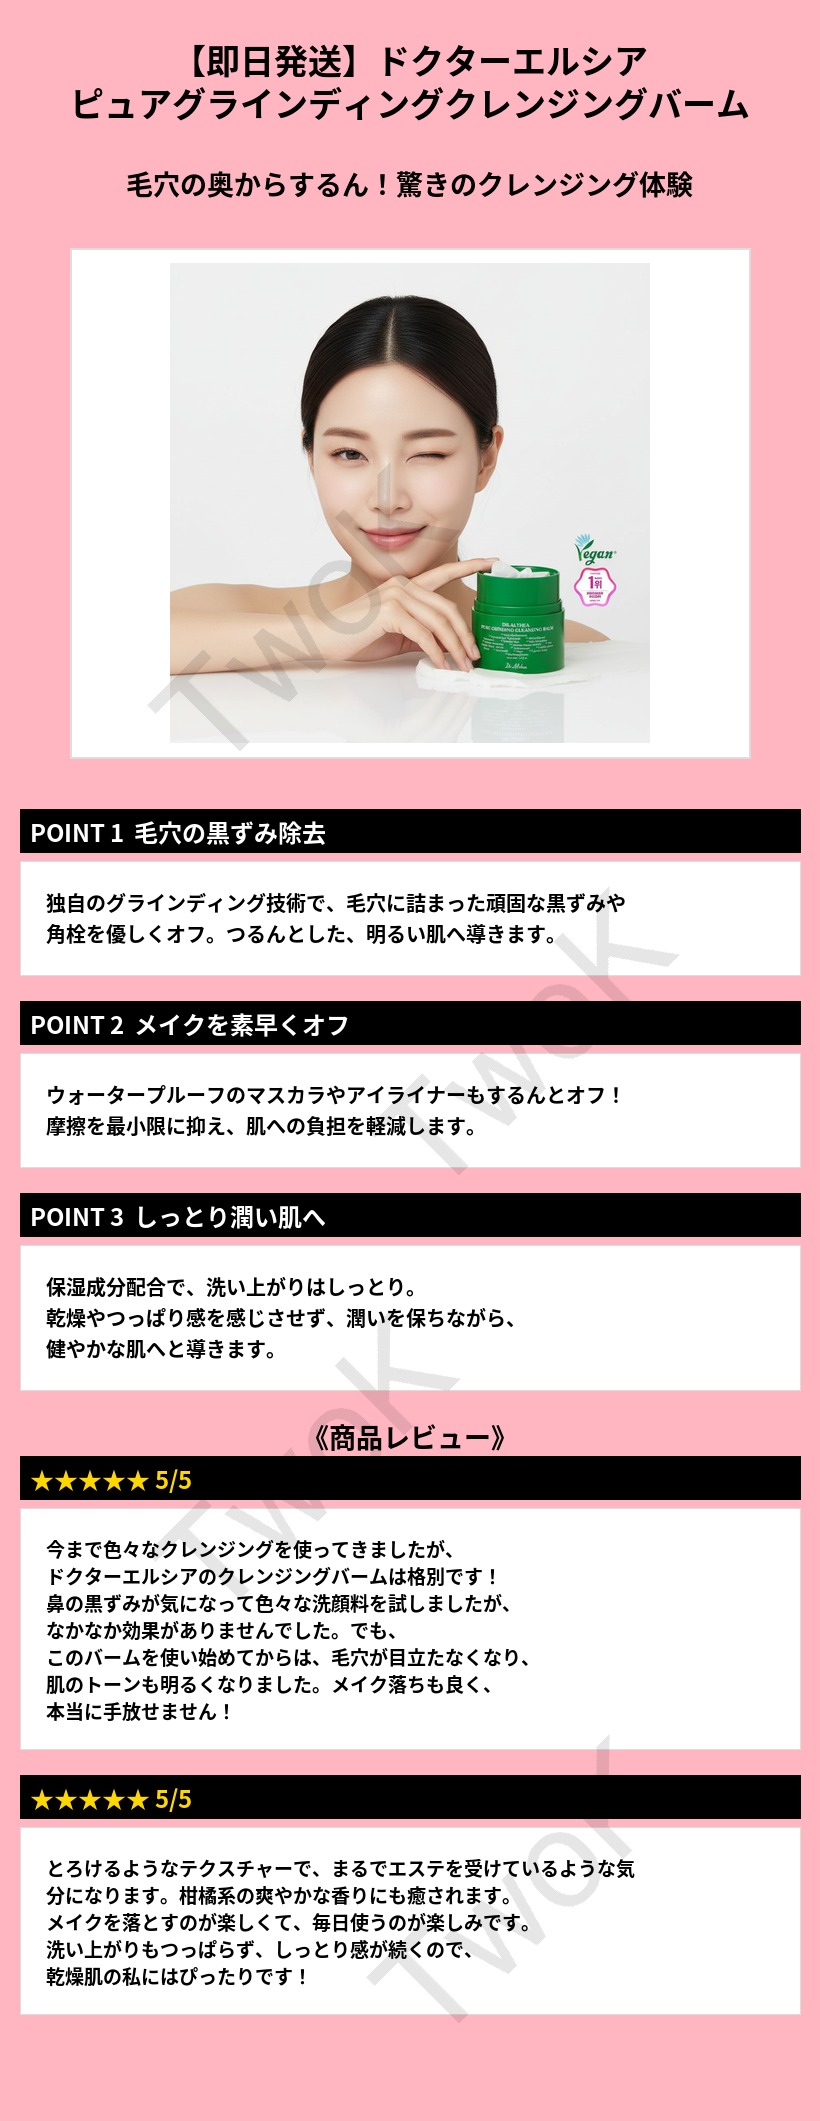 【即日発送】ドクターエルシア
ピュアグラインディングクレンジングバーム
毛穴の奥からするん！驚きのクレンジング体験
Vegan
1위
DR.ALTHEA
PURE GRINDING CLEANSING BALM
Dr.Althea
POINT 1 毛穴の黒ずみ除去
独自のグラインディング技術で、毛穴に詰まった頑固な黒ずみや
角栓を優しくオフ。つるんとした、明るい肌へ導きます。
POINT 2 メイクを素早くオフ
ウォータープルーフのマスカラやアイライナーもするんとオフ！
摩擦を最小限に抑え、肌への負担を軽減します。
POINT 3 しっとり潤い肌へ
保湿成分配合で、洗い上がりはしっとり。
乾燥やつっぱり感を感じさせず、潤いを保ちながら、
健やかな肌へと導きます。
《商品レビュー》
★★★★★ 5/5
今まで色々なクレンジングを使ってきましたが、
ドクターエルシアのクレンジングバームは格別です！
鼻の黒ずみが気になって色々な洗顔料を試しましたが、
なかなか効果がありませんでした。でも、
このバームを使い始めてからは、毛穴が目立たなくなり、
肌のトーンも明るくなりました。メイク落ちも良く、
本当に手放せません！
★★★★★ 5/5
とろけるようなテクスチャーで、まるでエステを受けているような気
分になります。柑橘系の爽やかな香りにも癒されます。
メイクを落とすのが楽しくて、毎日使うのが楽しみです。
洗い上がりもつっぱらず、しっとり感が続くので、
乾燥肌の私にはぴったりです！
TwoK
TwoK
TwoK
TwoK